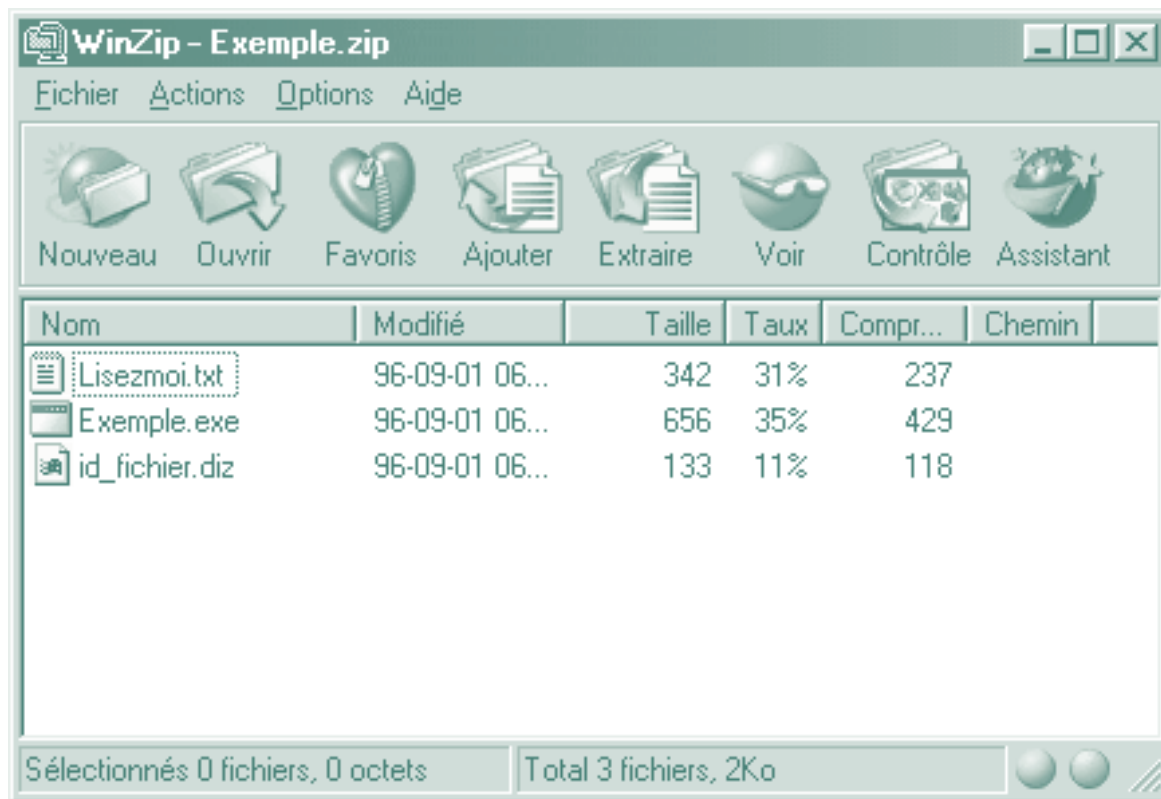 WinZip - Exemple.zip
Fichier Actions Options Aide
Nouveau Ouvrir Favoris Ajouter Extraire Voir Contrôle Assistant
Nom Modifié Taille Taux Compr... Chemin
Lisezmoi.txt 96-09-01 06... 342 31% 237
Exemple.exe 96-09-01 06... 656 35% 429
id_fichier.diz 96-09-01 06... 133 11% 118
Sélectionnés 0 fichiers, 0 octets Total 3 fichiers, 2Ko